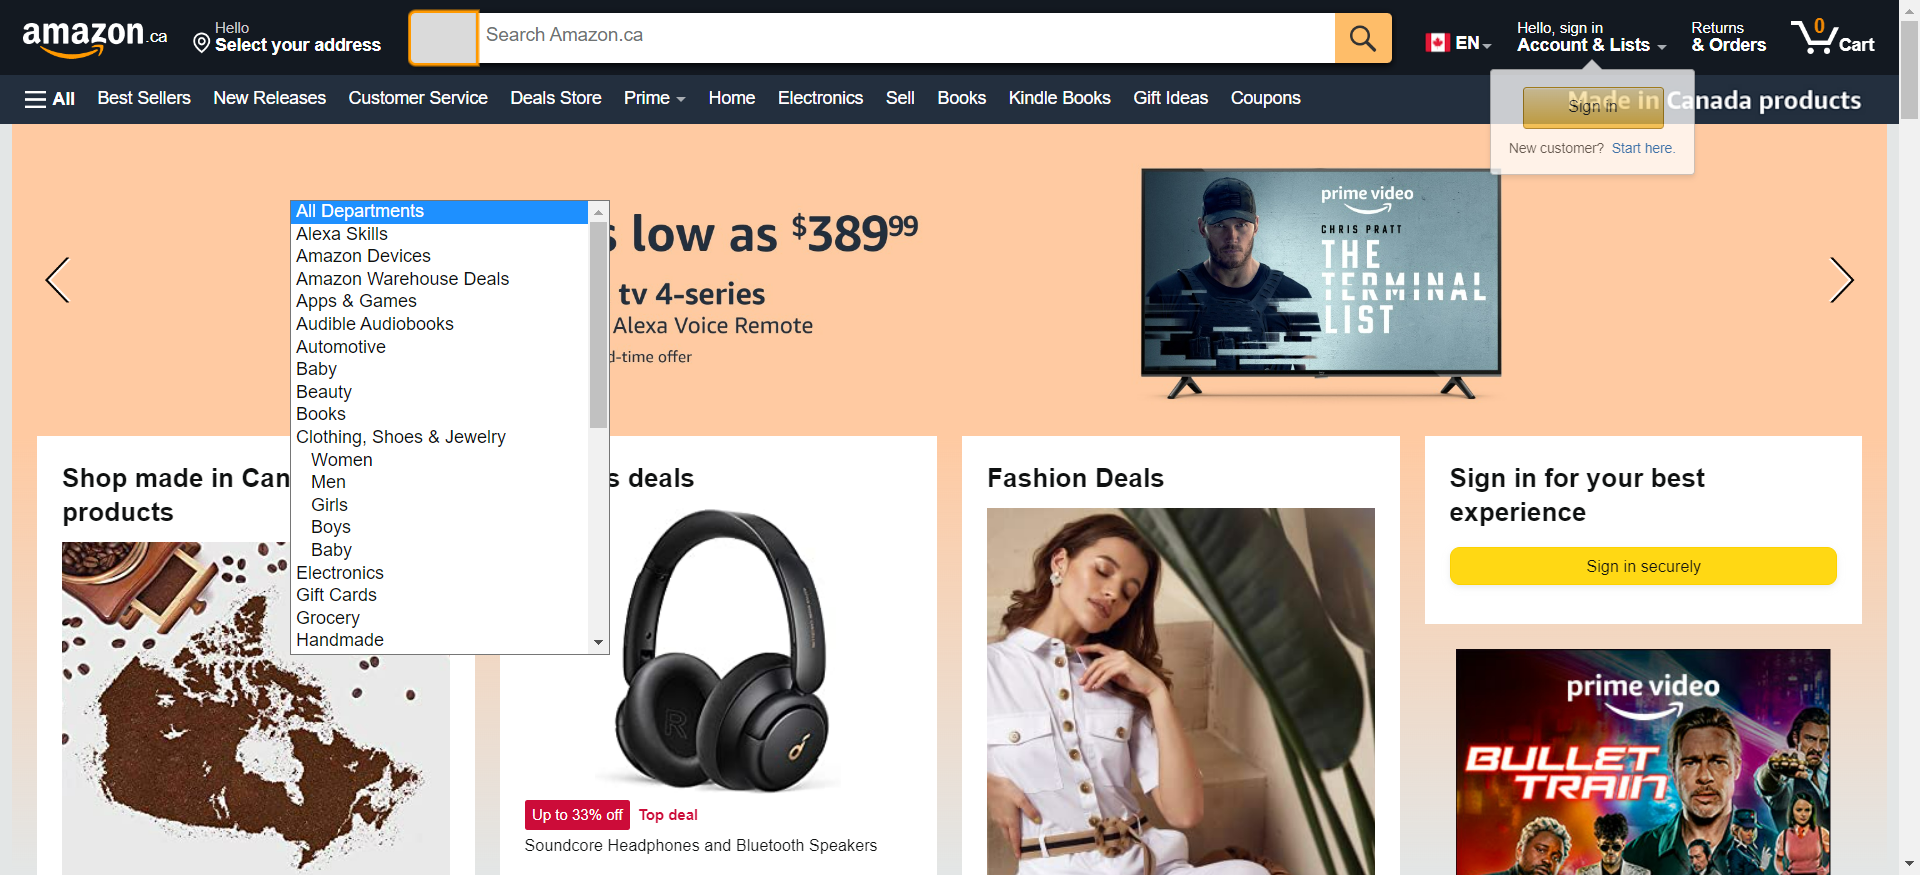 amazon.ca
Hello
Select your address
Search Amazon.ca
EN
Hello, sign in
Account & Lists
Returns
& Orders
0
Cart
All
Best Sellers
New Releases
Customer Service
Deals Store
Prime
Home
Electronics
Sell
Books
Kindle Books
Gift Ideas
Coupons
Made in Canada products
Sign in
New customer? Start here.
low as $389.99
tv 4-series
Alexa Voice Remote
-time offer
prime video
CHRIS PRATT
THE
TERMINAL
LIST
All Departments
Alexa Skills
Amazon Devices
Amazon Warehouse Deals
Apps & Games
Audible Audiobooks
Automotive
Baby
Beauty
Books
Clothing, Shoes & Jewelry
Women
Men
Girls
Boys
Baby
Electronics
Gift Cards
Grocery
Handmade
Shop made in Can
products
s deals
R
Up to 33% off
Top deal
Soundcore Headphones and Bluetooth Speakers
Fashion Deals
Sign in for your best
experience
Sign in securely
prime video
BULLET
TRAIN